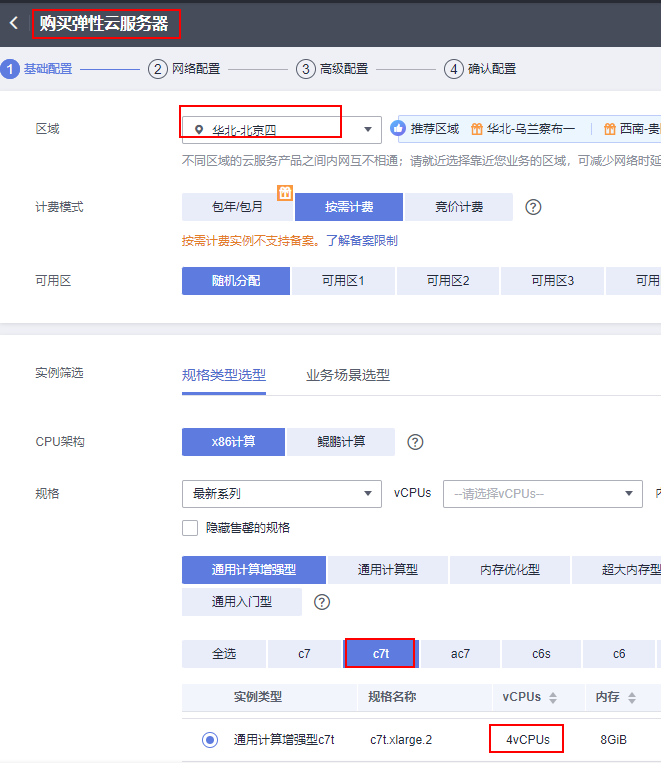 购买弹性云服务器
1 基础配置 2 网络配置 3 高级配置 4 确认配置
区域 华北-北京四 推荐区域 华北-乌兰察布一 西南-贵
不同区域的云服务产品之间内网互不相通；请就近选择靠近您业务的区域，可减少网络时延
计费模式 包年/包月 按需计费 竞价计费 ?
按需计费实例不支持备案。了解备案限制
可用区 随机分配 可用区1 可用区2 可用区3 可用
实例筛选 规格类型选型 业务场景选型
CPU架构 x86计算 鲲鹏计算 ?
规格 最新系列 vCPUs --请选择vCPUs--
隐藏售罄的规格
通用计算增强型 通用计算型 内存优化型 超大内存型
通用入门型 ?
全选 c7 c7t ac7 c6s c6
实例类型 规格名称 vCPUs 内存
通用计算增强型c7t c7t.xlarge.2 4vCPUs 8GiB